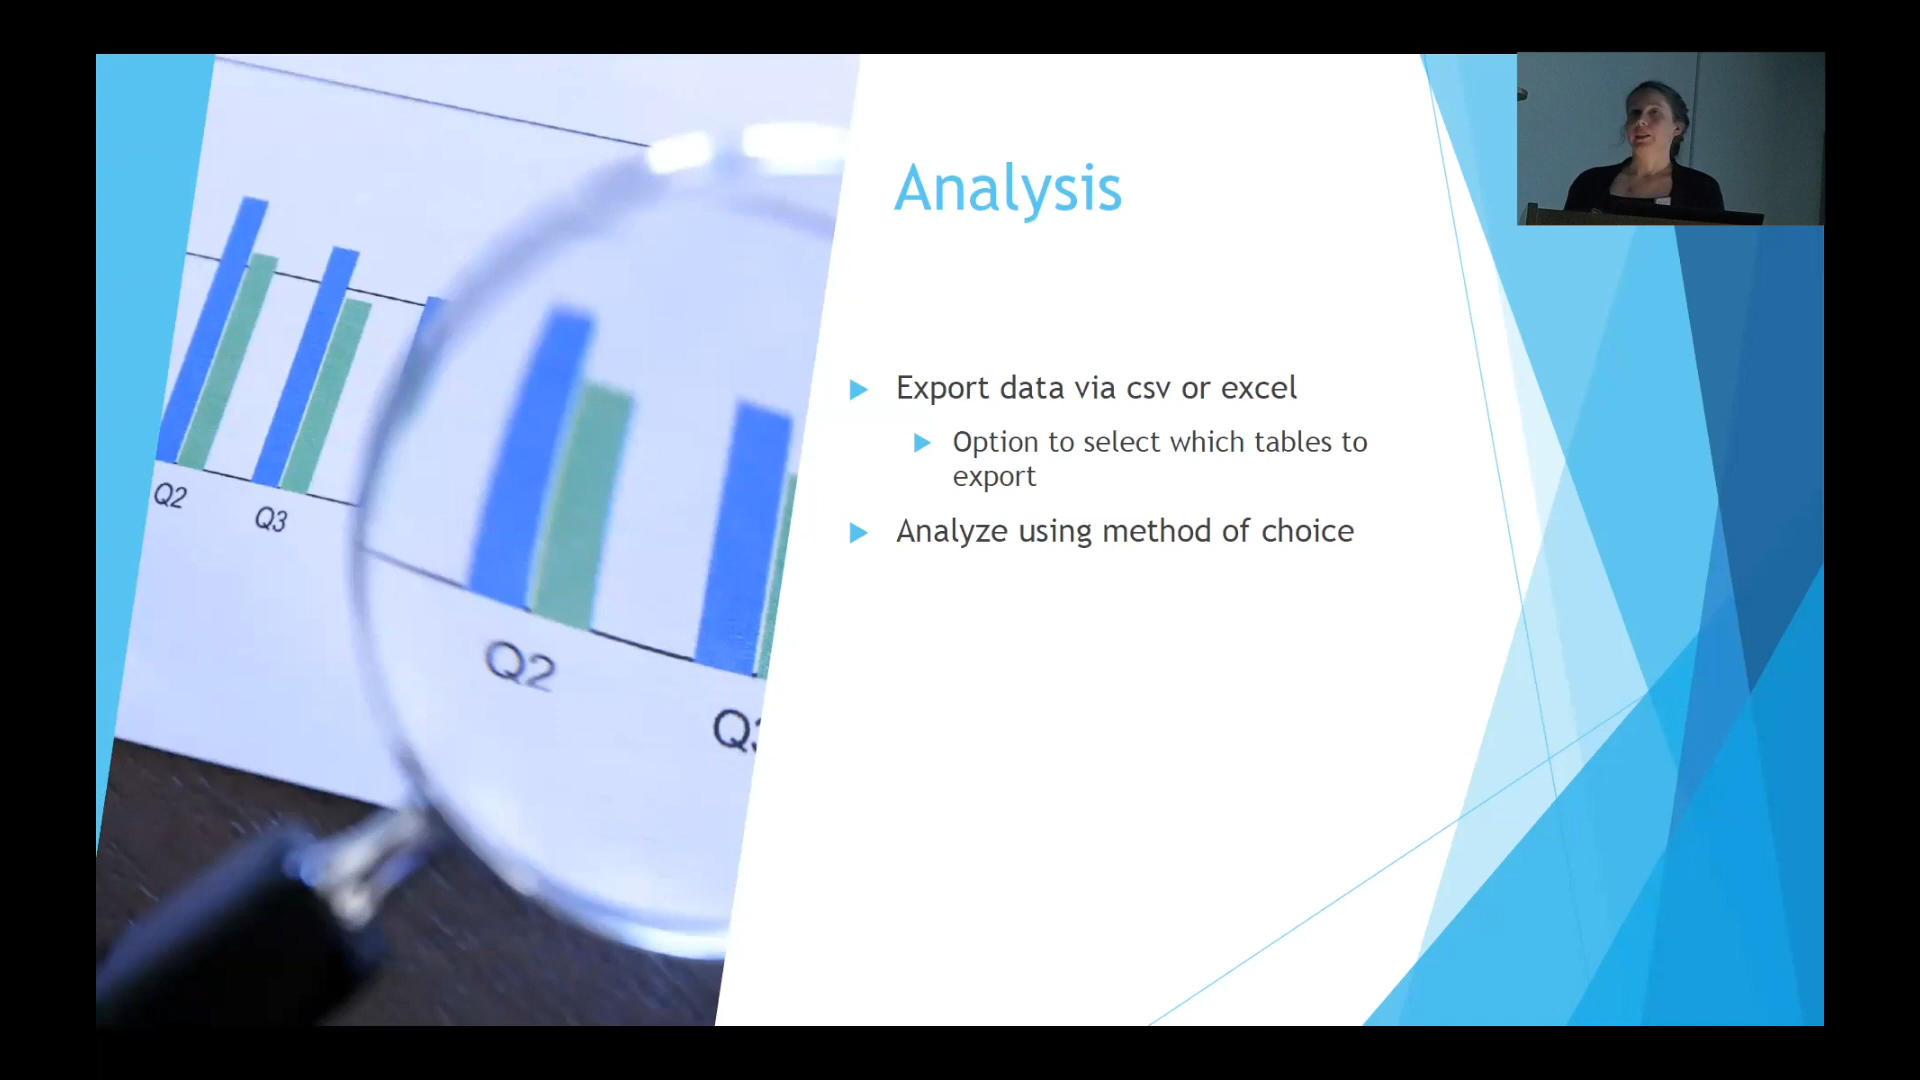 Analysis
Export data via csv or excel
Option to select which tables to
export
Analyze using method of choice
Q2
Q3
Q2